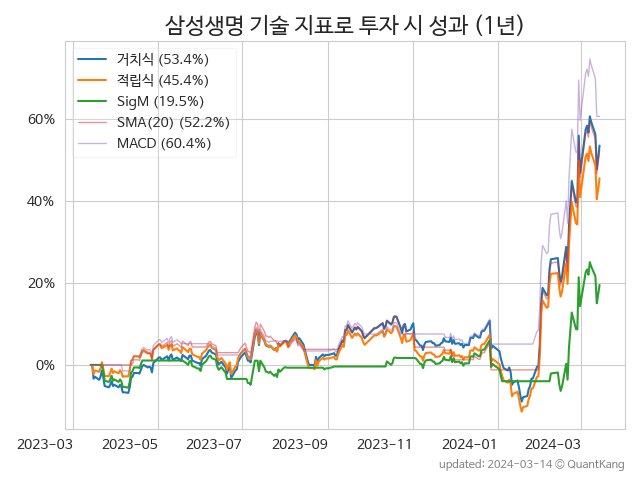 삼성생명 기술 지표로 투자 시 성과 (1년)
거치식 (53.4%)
적립식 (45.4%)
SigM (19.5%)
SMA(20) (52.2%)
MACD (60.4%)
60%
40%
20%
0%
2023-03 2023-05 2023-07 2023-09 2023-11 2024-01 2024-03
updated: 2024-03-14 © QuantKang